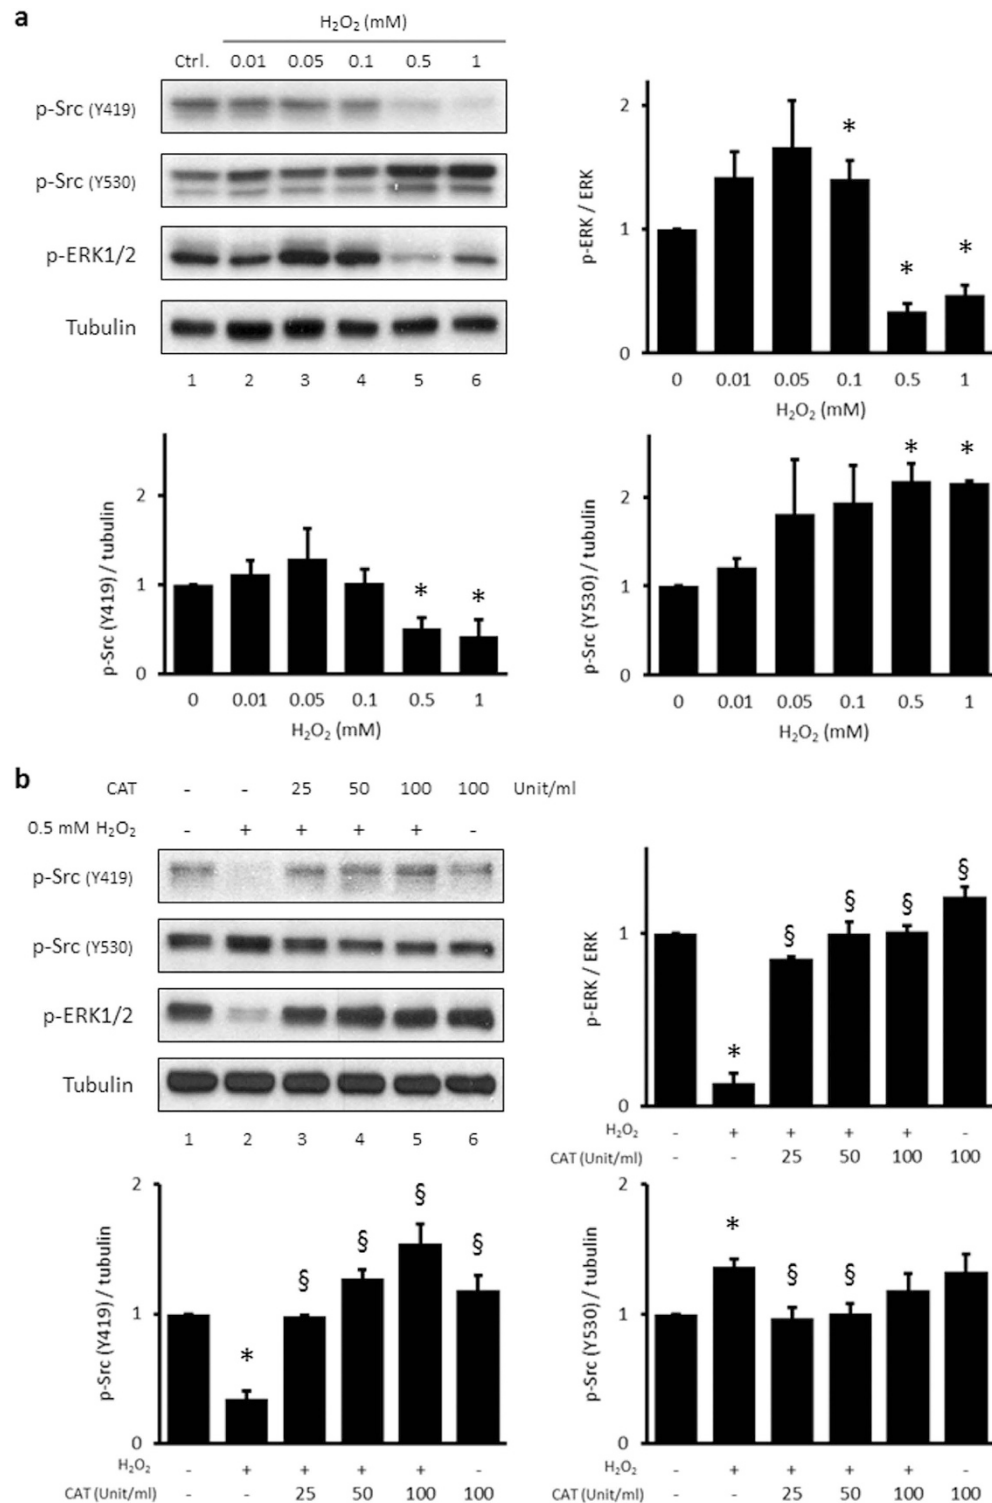 a
H₂O₂ (mM)
Ctrl. 0.01 0.05 0.1 0.5 1
p-Src (Y419)
p-Src (Y530)
p-ERK1/2
Tubulin
1 2 3 4 5 6
p-ERK / ERK
2
1
0
* * *
0 0.01 0.05 0.1 0.5 1
H₂O₂ (mM)
p-Src (Y419) / tubulin
2
1
0
* *
0 0.01 0.05 0.1 0.5 1
H₂O₂ (mM)
p-Src (Y530) / tubulin
2
1
0
* *
0 0.01 0.05 0.1 0.5 1
H₂O₂ (mM)
b
CAT - - 25 50 100 100 Unit/ml
0.5 mM H₂O₂ - + + + + -
p-Src (Y419)
p-Src (Y530)
p-ERK1/2
Tubulin
1 2 3 4 5 6
p-ERK / ERK
1
0
* § § § §
H₂O₂ - + + + + -
CAT (Unit/ml) - - 25 50 100 100
p-Src (Y419) / tubulin
2
1
0
* § § § §
H₂O₂ - + + + + -
CAT (Unit/ml) - - 25 50 100 100
p-Src (Y530) / tubulin
2
1
0
* § §
H₂O₂ - + + + + -
CAT (Unit/ml) - - 25 50 100 100